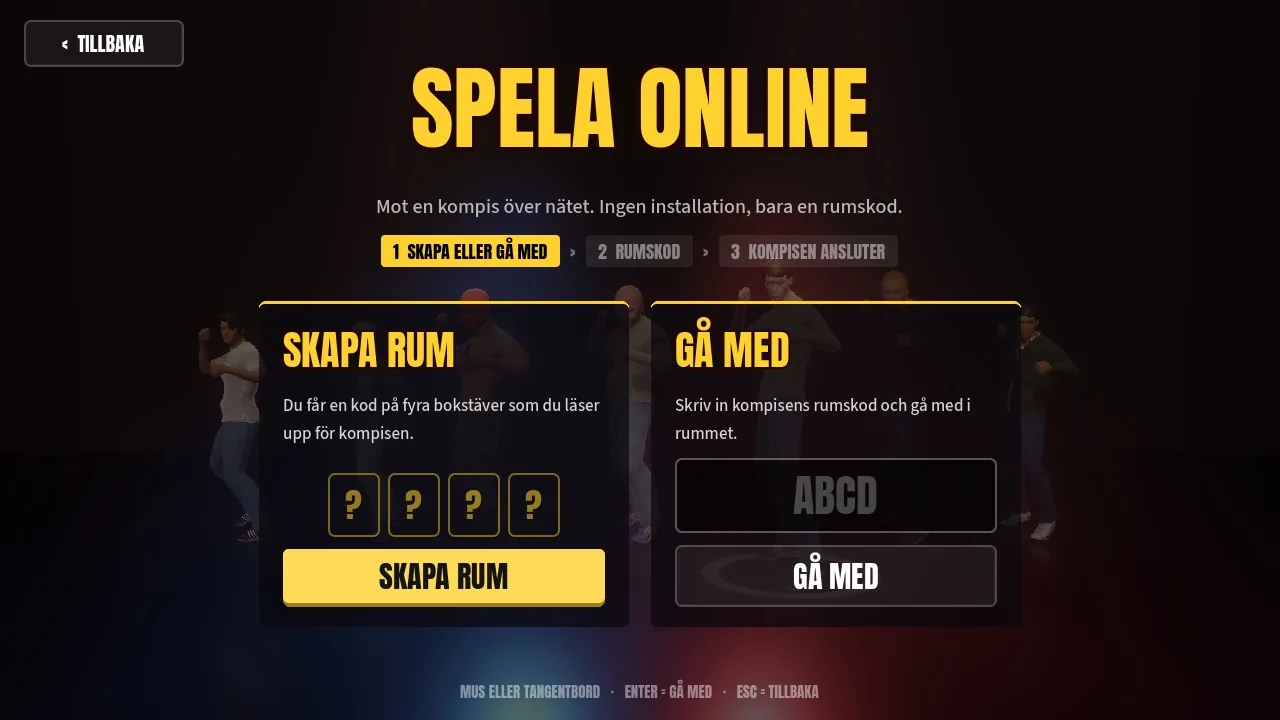 ‹ TILLBAKA
SPELA ONLINE
Mot en kompis över nätet. Ingen installation, bara en rumskod.
1 SKAPA ELLER GÅ MED › 2 RUMSKOD › 3 KOMPISEN ANSLUTER
SKAPA RUM
Du får en kod på fyra bokstäver som du läser
upp för kompisen.
? ? ? ?
SKAPA RUM
GÅ MED
Skriv in kompisens rumskod och gå med i
rummet.
ABCD
GÅ MED
MUS ELLER TANGENTBORD · ENTER = GÅ MED · ESC = TILLBAKA